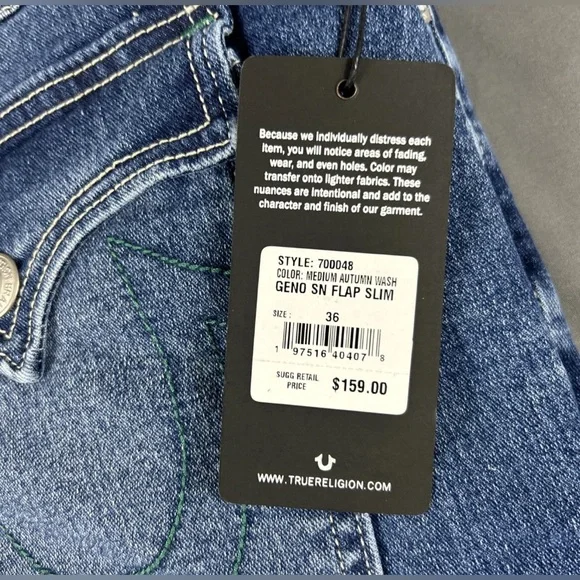 Because we individually distress each
item, you will notice areas of fading,
wear, and even holes. Color may
transfer onto lighter fabrics. These
nuances are intentional and add to the
character and finish of our garment.
STYLE: 700048
COLOR: MEDIUM AUTUMN WASH
GENO SN FLAP SLIM
SIZE : 36
1 97516 40407 8
SUGG RETAIL
PRICE $159.00
WWW.TRUERELIGION.COM